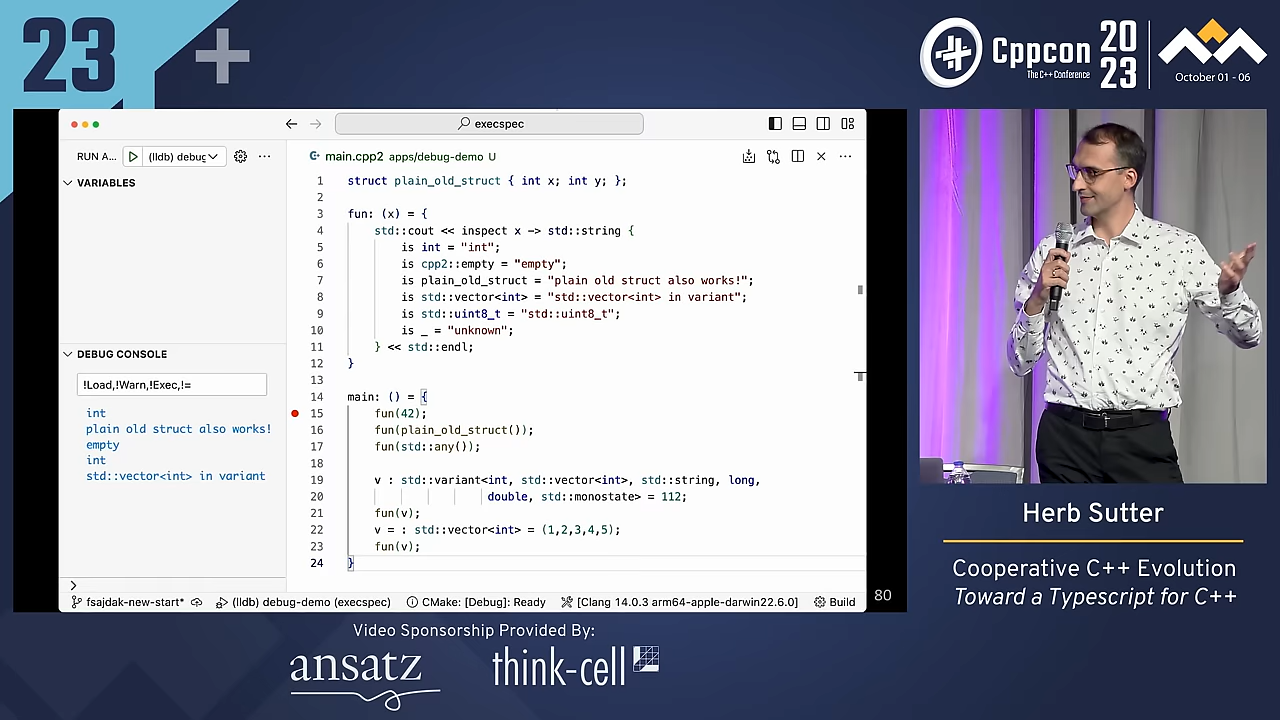 23
Cppcon
The C++ Conference
20
23
October 01 - 06
execspec
RUN A...
(lldb) debug
VARIABLES
DEBUG CONSOLE
!Load,!Warn,!Exec,!=
int
plain old struct also works!
empty
int
std::vector<int> in variant
main.cpp2 apps/debug-demo U
1 struct plain_old_struct { int x; int y; };
2
3 fun: (x) = {
4 std::cout << inspect x -> std::string {
5 is int = "int";
6 is cpp2::empty = "empty";
7 is plain_old_struct = "plain old struct also works!";
8 is std::vector<int> = "std::vector<int> in variant";
9 is std::uint8_t = "std::uint8_t";
10 is _ = "unknown";
11 } << std::endl;
12 }
13
14 main: () = {
15 fun(42);
16 fun(plain_old_struct());
17 fun(std::any());
18
19 v : std::variant<int, std::vector<int>, std::string, long,
20 double, std::monostate> = 112;
21 fun(v);
22 v = : std::vector<int> = (1,2,3,4,5);
23 fun(v);
24 }
fsajdak-new-start* (lldb) debug-demo (execspec) CMake: [Debug]: Ready [Clang 14.0.3 arm64-apple-darwin22.6.0] Build
80
Herb Sutter
Cooperative C++ Evolution
Toward a Typescript for C++
Video Sponsorship Provided By:
ansatz
think-cell